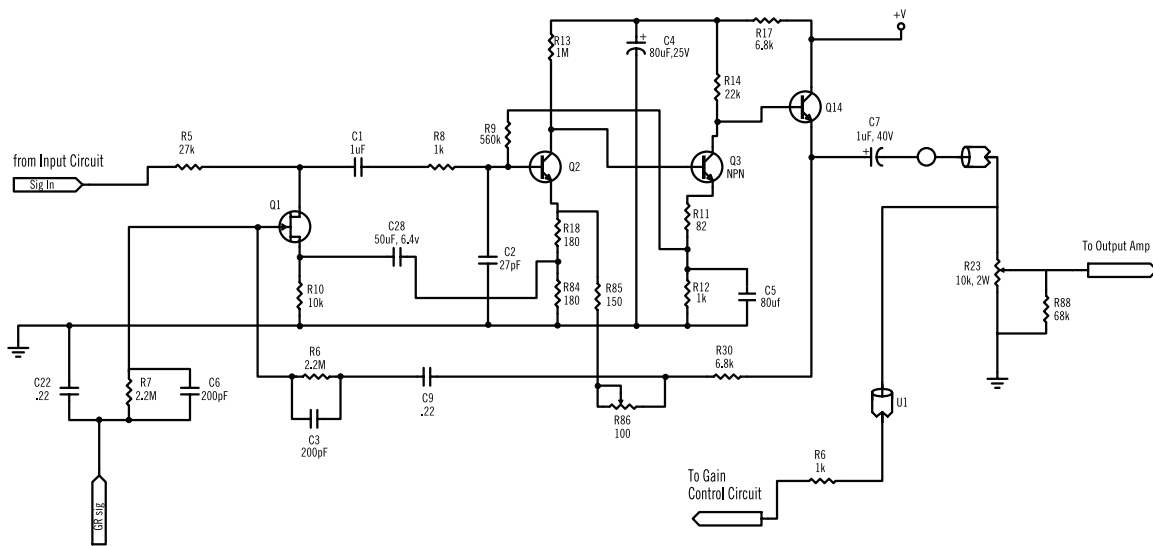 +V
R13
1M
C4
80uF,25V
R17
6.8k
R14
22k
Q14
C7
1uF, 40V
+
+
R5
27k
C1
1uF
R8
1k
R9
560k
from Input Circuit
Sig In
Q2
Q3
NPN
Q1
C28
50uF, 6.4v
R18
180
R11
82
C2
27pF
To Output Amp
R23
10k, 2W
R10
10k
R84
180
R85
150
R12
1k
C5
80uf
R88
68k
R6
2.2M
R30
6.8k
C22
.22
R7
2.2M
C6
200pF
C9
.22
U1
C3
200pF
R86
100
R6
1k
To Gain
Control Circuit
GR sig